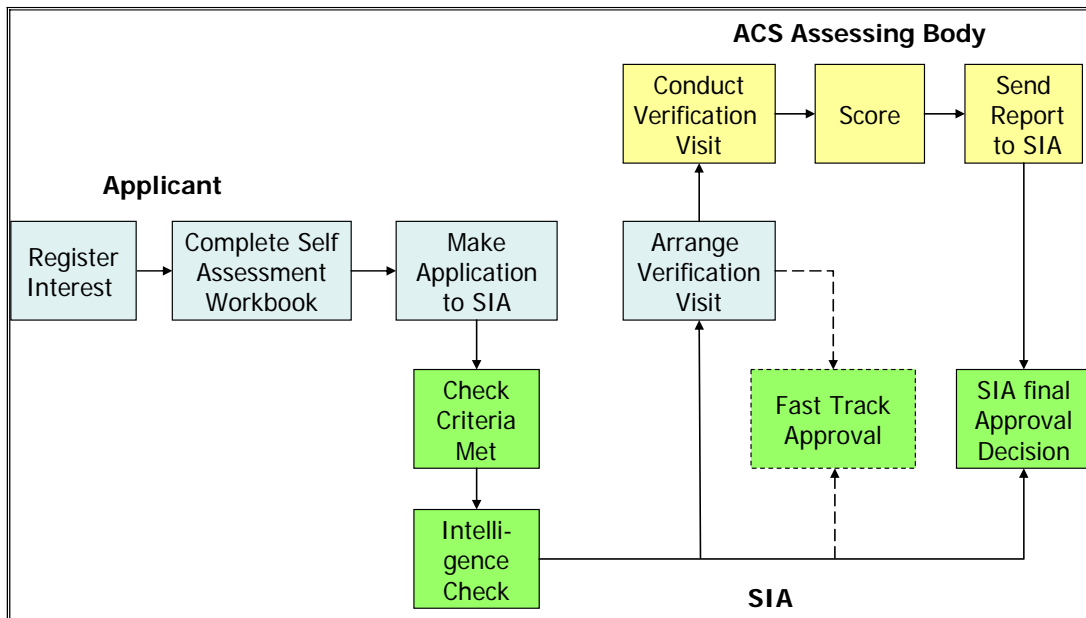 ACS Assessing Body
Conduct
Verification
Visit
Score
Send
Report
to SIA
Applicant
Register
Interest
Complete Self
Assessment
Workbook
Make
Application
to SIA
Arrange
Verification
Visit
Check
Criteria
Met
Fast Track
Approval
SIA final
Approval
Decision
Intelli-
gence
Check
SIA